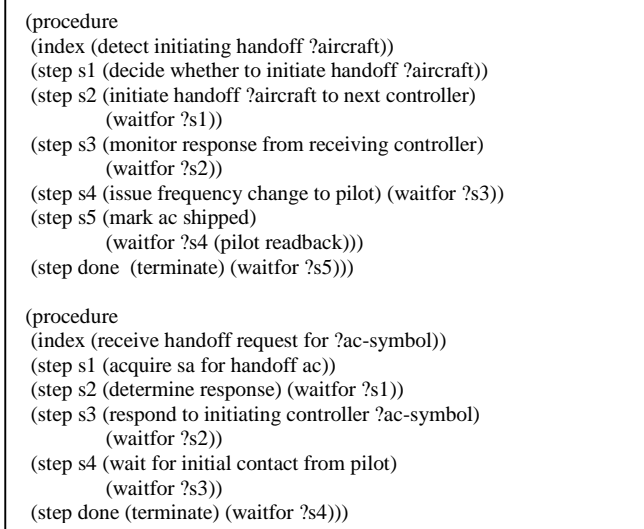 (procedure
(index (detect initiating handoff ?aircraft))
(step s1 (decide whether to initiate handoff ?aircraft))
(step s2 (initiate handoff ?aircraft to next controller)
(waitfor ?s1))
(step s3 (monitor response from receiving controller)
(waitfor ?s2))
(step s4 (issue frequency change to pilot) (waitfor ?s3))
(step s5 (mark ac shipped)
(waitfor ?s4 (pilot readback)))
(step done (terminate) (waitfor ?s5)))

(procedure
(index (receive handoff request for ?ac-symbol))
(step s1 (acquire sa for handoff ac))
(step s2 (determine response) (waitfor ?s1))
(step s3 (respond to initiating controller ?ac-symbol)
(waitfor ?s2))
(step s4 (wait for initial contact from pilot)
(waitfor ?s3))
(step done (terminate) (waitfor ?s4)))